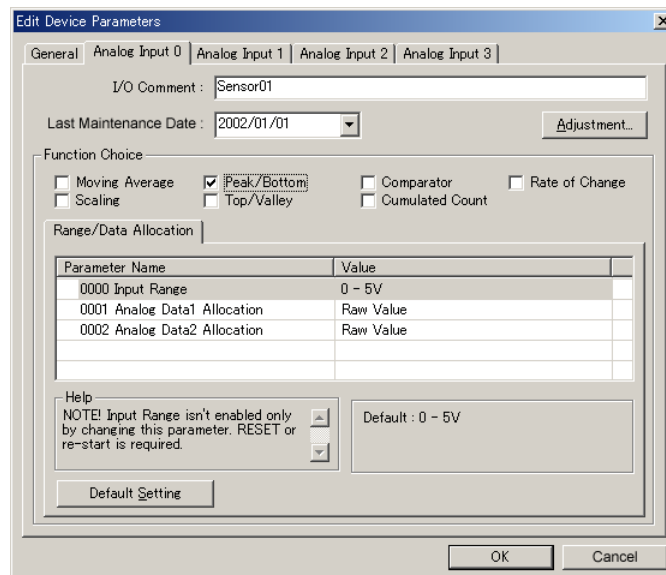 Edit Device Parameters
General Analog Input 0 Analog Input 1 Analog Input 2 Analog Input 3
I/O Comment : Sensor01
Last Maintenance Date : 2002/01/01
Adjustment...
Function Choice
Moving Average Peak/Bottom Comparator Rate of Change
Scaling Top/Valley Cumulated Count
Range/Data Allocation
Parameter Name Value
0000 Input Range 0 - 5V
0001 Analog Data1 Allocation Raw Value
0002 Analog Data2 Allocation Raw Value
Help
NOTE! Input Range isn't enabled only
by changing this parameter. RESET or
re-start is required.
Default : 0 - 5V
Default Setting
OK Cancel